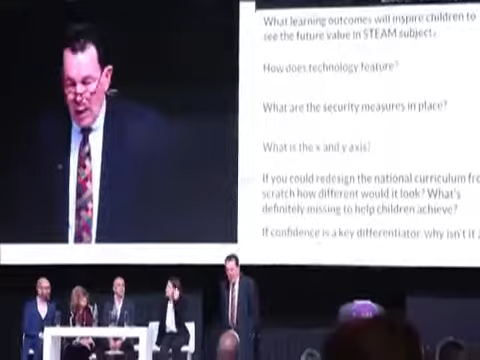 What learning outcomes will inspire children to
see the future value in STEAM subject.
How does technology feature?
What are the security measures in place?
What is the x and y axis?
If you could redesign the national curriculum fro
scratch how different would it look? What's
definitely missing to help children achieve?
If confidence is a key differentiator why isn't it